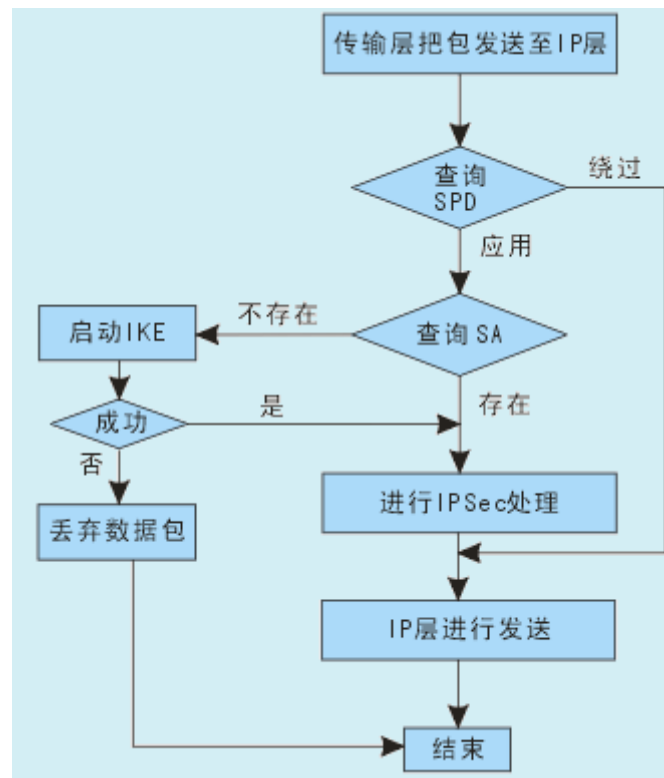 传输层把包发送至IP层
查询
SPD
绕过
应用
查询SA
不存在
启动IKE
存在
成功
是
否
丢弃数据包
进行IPSec处理
IP层进行发送
结束